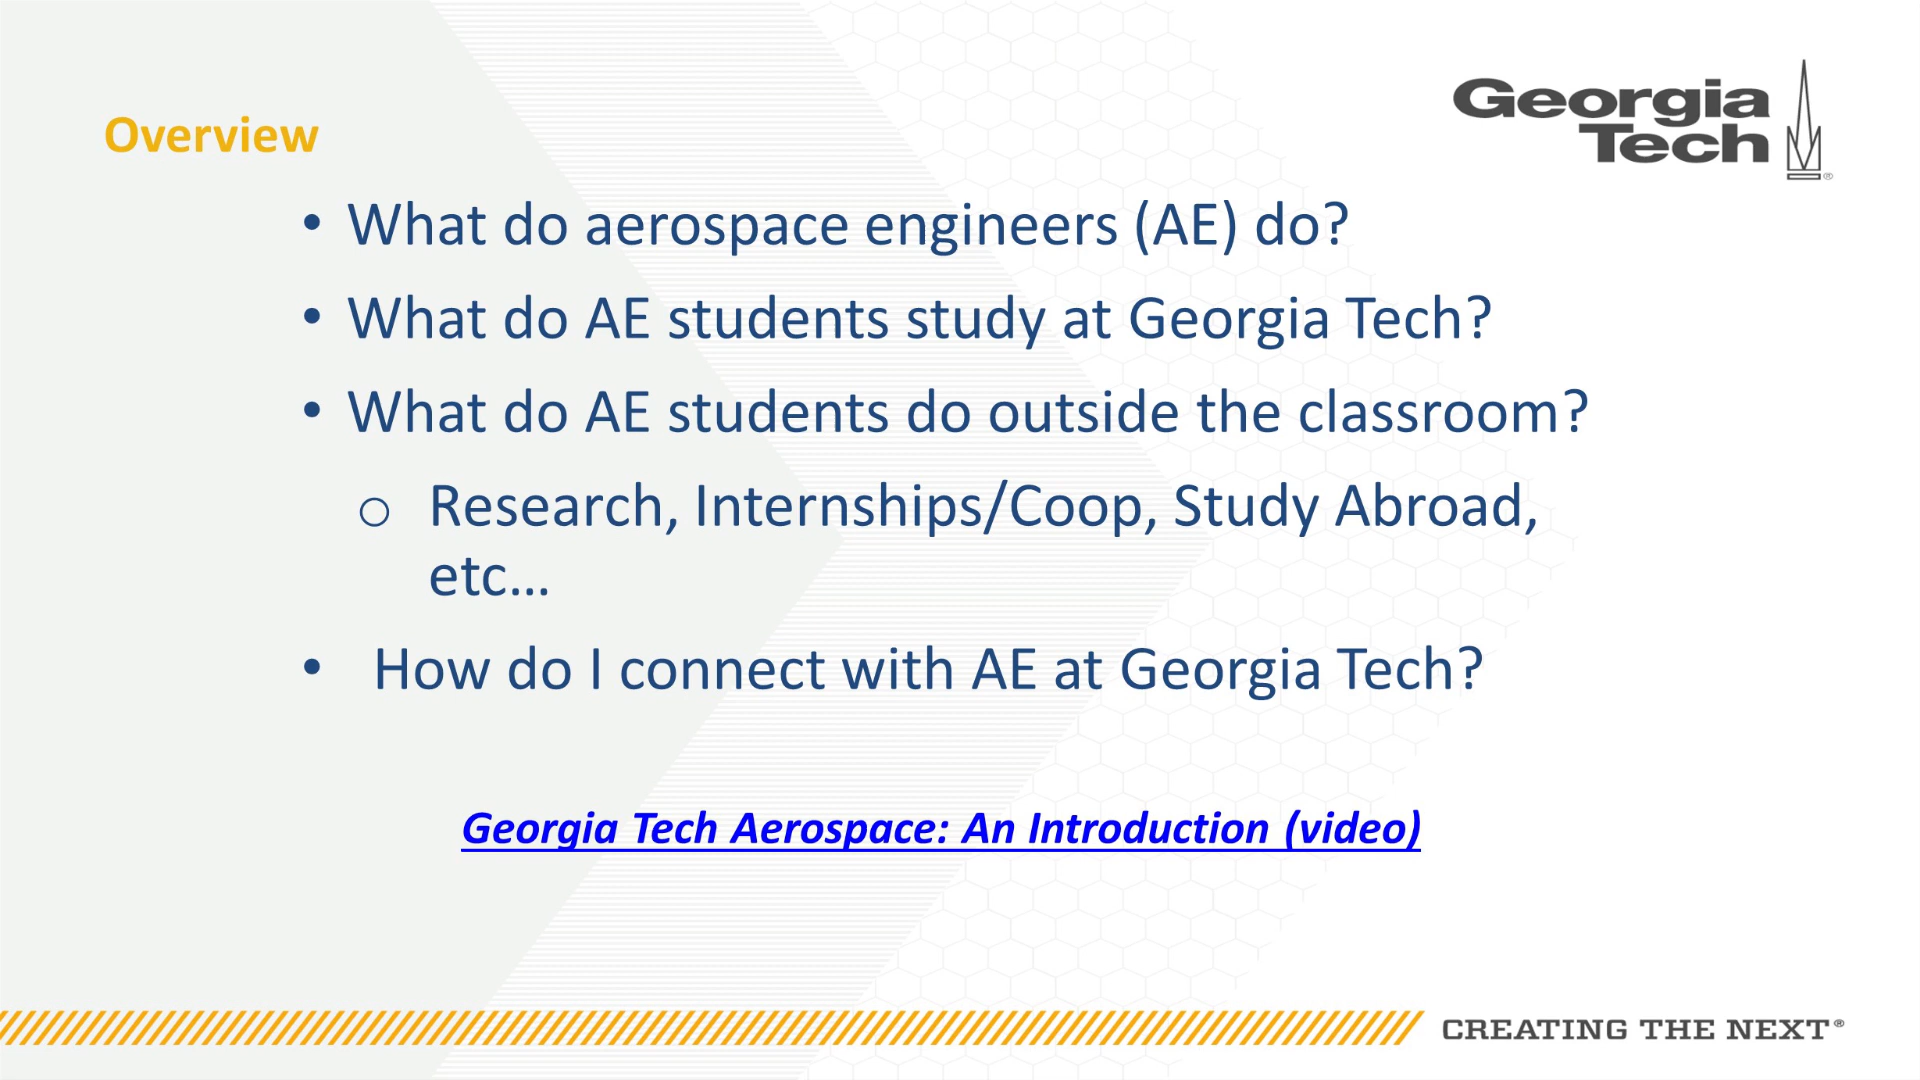 Georgia
Tech
®
Overview
• What do aerospace engineers (AE) do?
• What do AE students study at Georgia Tech?
• What do AE students do outside the classroom?
o Research, Internships/Coop, Study Abroad,
etc…
• How do I connect with AE at Georgia Tech?
Georgia Tech Aerospace: An Introduction (video)
CREATING THE NEXT®